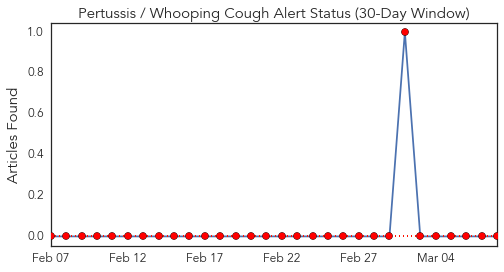 Pertussis / Whooping Cough Alert Status (30-Day Window)
Articles Found
1.0
0.8
0.6
0.4
0.2
0.0
Feb 07
Feb 12
Feb 17
Feb 22
Feb 27
Mar 04